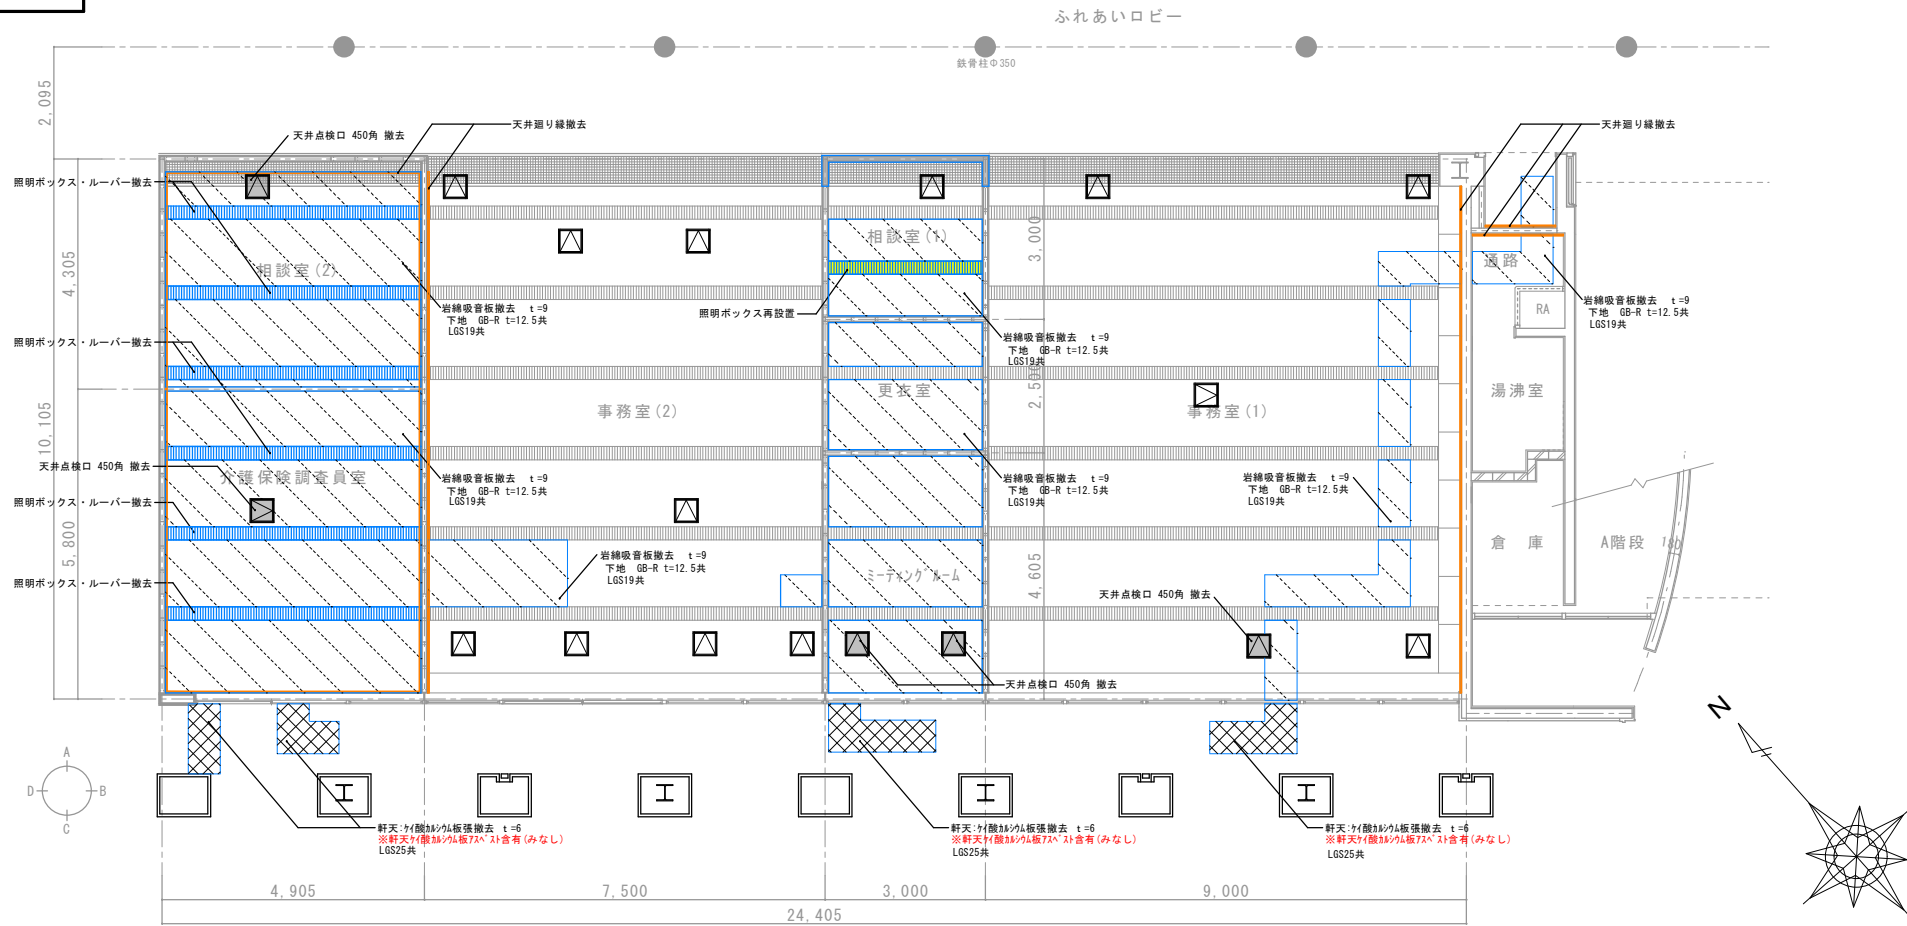 ふれあいロビー
鉄骨柱Φ350
2,095
4,305
10,105
5,800
天井点検口 450角 撤去
天井廻り縁撤去
天井廻り縁撤去
照明ボックス・ルーバー撤去
相談室(2)
岩綿吸音板撤去 t=9
下地 GB-R t=12.5共
LGS19共
照明ボックス・ルーバー撤去
相談室(1)
照明ボックス再設置
3,000
岩綿吸音板撤去 t=9
下地 GB-R t=12.5共
LGS19共
通路
岩綿吸音板撤去 t=9
下地 GB-R t=12.5共
LGS19共
RA
更衣室
2,500
事務室(2)
事務室(1)
湯沸室
天井点検口 450角 撤去
介護保険調査員室
岩綿吸音板撤去 t=9
下地 GB-R t=12.5共
LGS19共
岩綿吸音板撤去 t=9
下地 GB-R t=12.5共
LGS19共
岩綿吸音板撤去 t=9
下地 GB-R t=12.5共
LGS19共
照明ボックス・ルーバー撤去
倉 庫
A階段
180
岩綿吸音板撤去 t=9
下地 GB-R t=12.5共
LGS19共
ミーティングルーム
4,605
照明ボックス・ルーバー撤去
天井点検口 450角 撤去
天井点検口 450角 撤去
N
A
D
B
C
軒天:ケイ酸カルシウム板張撤去 t=6
※軒天ケイ酸カルシウム板アスベスト含有(みなし)
LGS25共
軒天:ケイ酸カルシウム板張撤去 t=6
※軒天ケイ酸カルシウム板アスベスト含有(みなし)
LGS25共
軒天:ケイ酸カルシウム板張撤去 t=6
※軒天ケイ酸カルシウム板アスベスト含有(みなし)
LGS25共
4,905
7,500
3,000
9,000
24,405